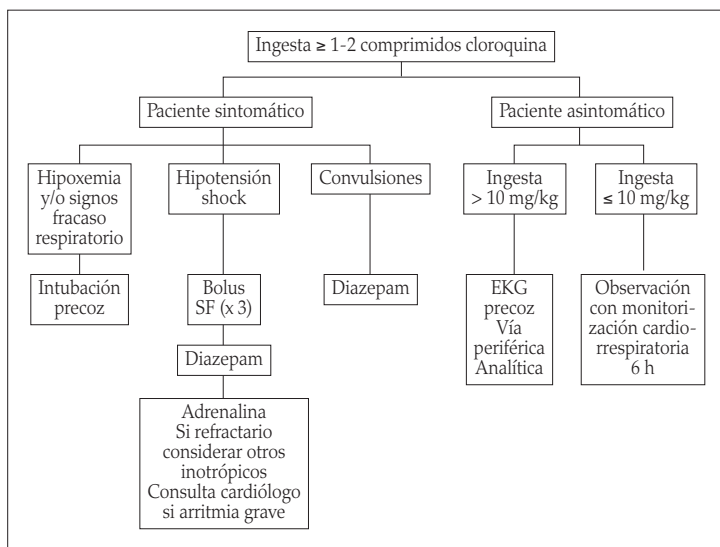 Ingesta ≥ 1-2 comprimidos cloroquina
Paciente sintomático
Paciente asintomático
Hipoxemia
y/o signos
fracaso
respiratorio
Hipotensión
shock
Convulsiones
Ingesta
> 10 mg/kg
Ingesta
≤ 10 mg/kg
Intubación
precoz
Bolus
SF (x 3)
Diazepam
EKG
precoz
Vía
periférica
Analítica
Observación
con monitori-
zación cardio-
rrespiratoria
6 h
Diazepam
Adrenalina
Si refractario
considerar otros
inotrópicos
Consulta cardiólogo
si arritmia grave